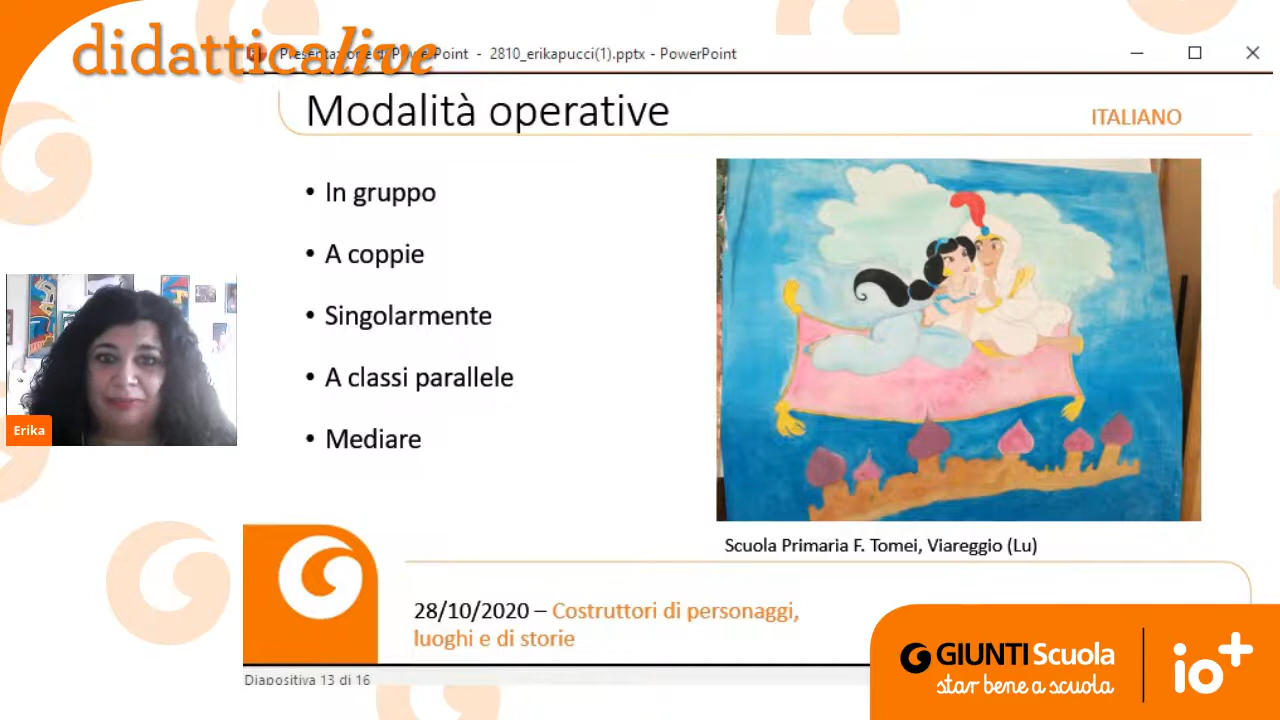 didatticalive
Presentazione di PowerPoint - 2810_erikapucci(1).pptx - PowerPoint
Modalità operative
ITALIANO
• In gruppo
• A coppie
• Singolarmente
• A classi parallele
• Mediare
Erika
Scuola Primaria F. Tomei, Viareggio (Lu)
28/10/2020 – Costruttori di personaggi,
luoghi e di storie
GIUNTI Scuola
star bene a scuola
io+
Diapositiva 13 di 16